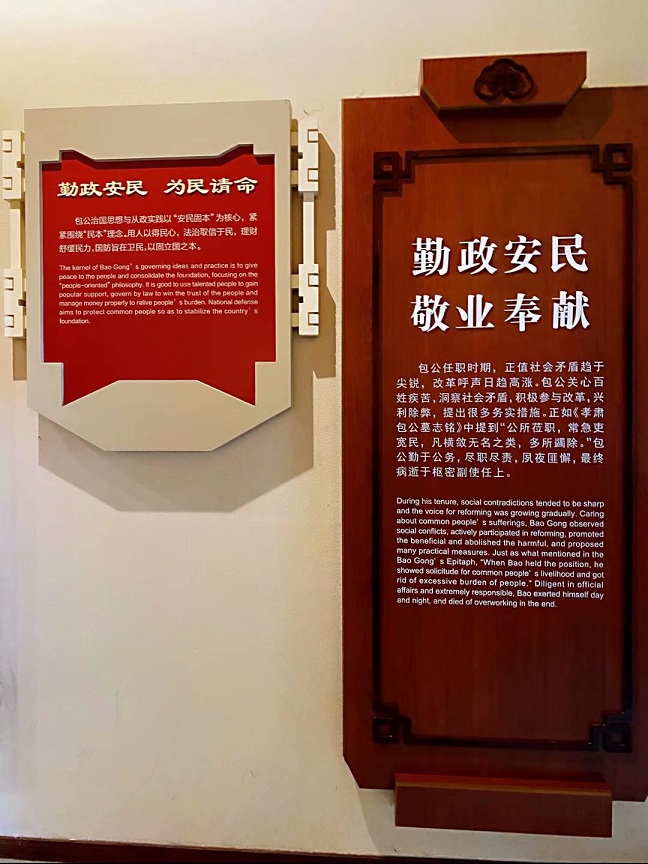 勤政安民 为民请命
包公治国思想与从政实践以“安民固本”为核心，紧
紧围绕“民本”理念。用人以得民心，法治取信于民，理财
舒缓民力，国防旨在卫民，以固立国之本。
The kernel of Bao Gong’s governing ideas and practice is to give
peace to the people and consolidate the foundation, focusing on the
“people-oriented” philosophy. It is good to use talented people to gain
popular support, govern by law to win the trust of the people and
manage money properly to relive people’s burden. National defense
aims to protect common people so as to stabilize the country’s
foundation.
勤政安民
敬业奉献
包公任职时期，正值社会矛盾趋于
尖锐，改革呼声日趋高涨。包公关心百
姓疾苦，洞察社会矛盾，积极参与改革，兴
利除弊，提出很多务实措施。正如《孝肃
包公墓志铭》中提到“公所莅职，常急吏
宽民，凡横敛无名之类，多所蠲除。”包
公勤于公务，尽职尽责，夙夜匪懈，最终
病逝于枢密副使任上。
During his tenure, social contradictions tended to be sharp
and the voice for reforming was growing gradually. Caring
about common people’s sufferings, Bao Gong observed
social conflicts, actively participated in reforming, promoted
the beneficial and abolished the harmful, and proposed
many practical measures. Just as what mentioned in the
Bao Gong’s Epitaph, “When Bao held the position, he
showed solicitude for common people’s livelihood and got
rid of excessive burden of people.” Diligent in official
affairs and extremely responsible, Bao exerted himself day
and night, and died of overworking in the end.